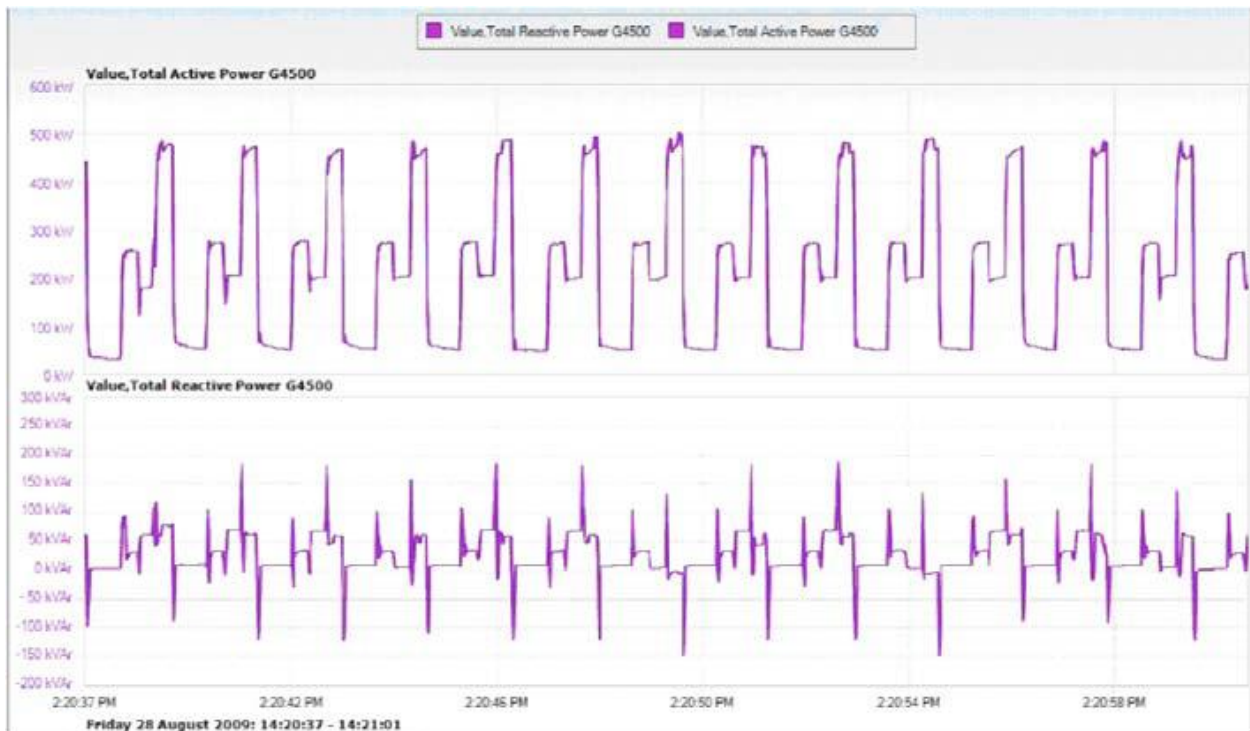 Value,Total Reactive Power G4500 Value,Total Active Power G4500
Value,Total Active Power G4500
600 kW
500 kW
400 kW
300 kW
200 kW
100 kW
0 kW
Value,Total Reactive Power G4500
300 kVAr
250 kVAr
200 kVAr
150 kVAr
100 kVAr
50 kVAr
0 kVAr
-50 kVAr
-100 kVAr
-150 kVAr
-200 kVAr
2:20:37 PM 2:20:42 PM 2:20:46 PM 2:20:50 PM 2:20:54 PM 2:20:58 PM
Friday 28 August 2009: 14:20:37 - 14:21:01